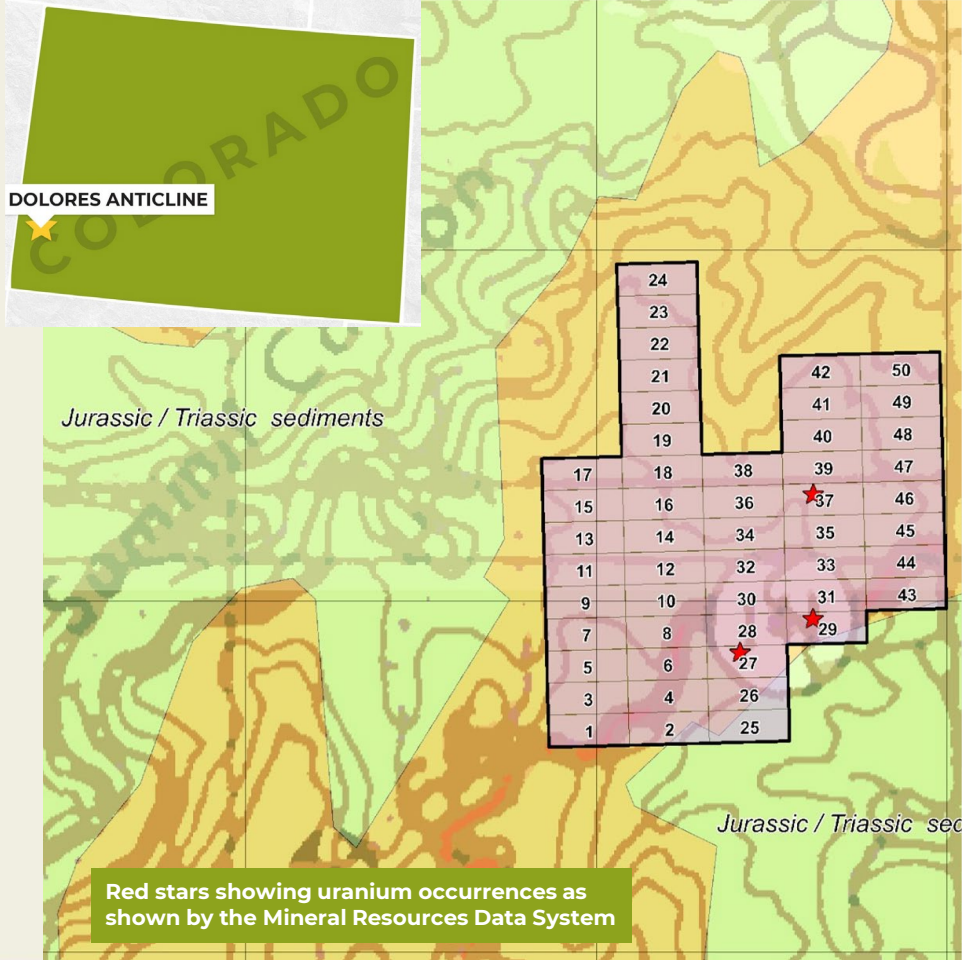 COLORADO
DOLORES ANTICLINE
Jurassic / Triassic sediments
24
23
22
21
20
19
42 50
41 49
40 48
17 18 38 39 47
15 16 36 37 46
13 14 34 35 45
11 12 32 33 44
9 10 30 31 43
7 8 28 29
5 6 27
3 4 26
1 2 25
Jurassic / Triassic sed
Red stars showing uranium occurrences as
shown by the Mineral Resources Data System